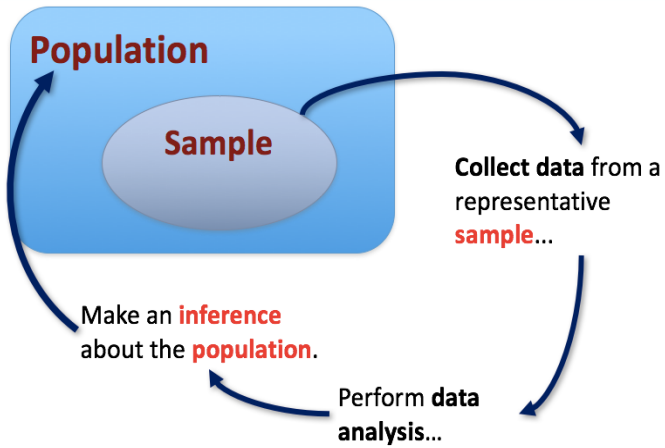 Population
Sample
Collect data from a
representative
sample...
Perform data
analysis...
Make an inference
about the population.